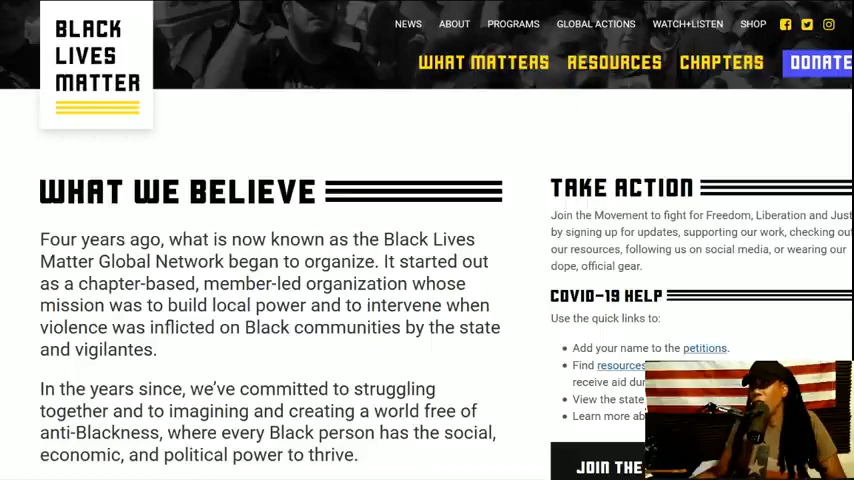 BLACK
LIVES
MATTER
NEWS ABOUT PROGRAMS GLOBAL ACTIONS WATCH+LISTEN SHOP
WHAT MATTERS RESOURCES CHAPTERS DONATE
WHAT WE BELIEVE
Four years ago, what is now known as the Black Lives
Matter Global Network began to organize. It started out
as a chapter-based, member-led organization whose
mission was to build local power and to intervene when
violence was inflicted on Black communities by the state
and vigilantes.
In the years since, we've committed to struggling
together and to imagining and creating a world free of
anti-Blackness, where every Black person has the social,
economic, and political power to thrive.
TAKE ACTION
Join the Movement to fight for Freedom, Liberation and Just
by signing up for updates, supporting our work, checking out
our resources, following us on social media, or wearing our
dope, official gear.
COVID-19 HELP
Use the quick links to:
Add your name to the petitions.
Find resources
receive aid du
View the state
Learn more ab
JOIN THE